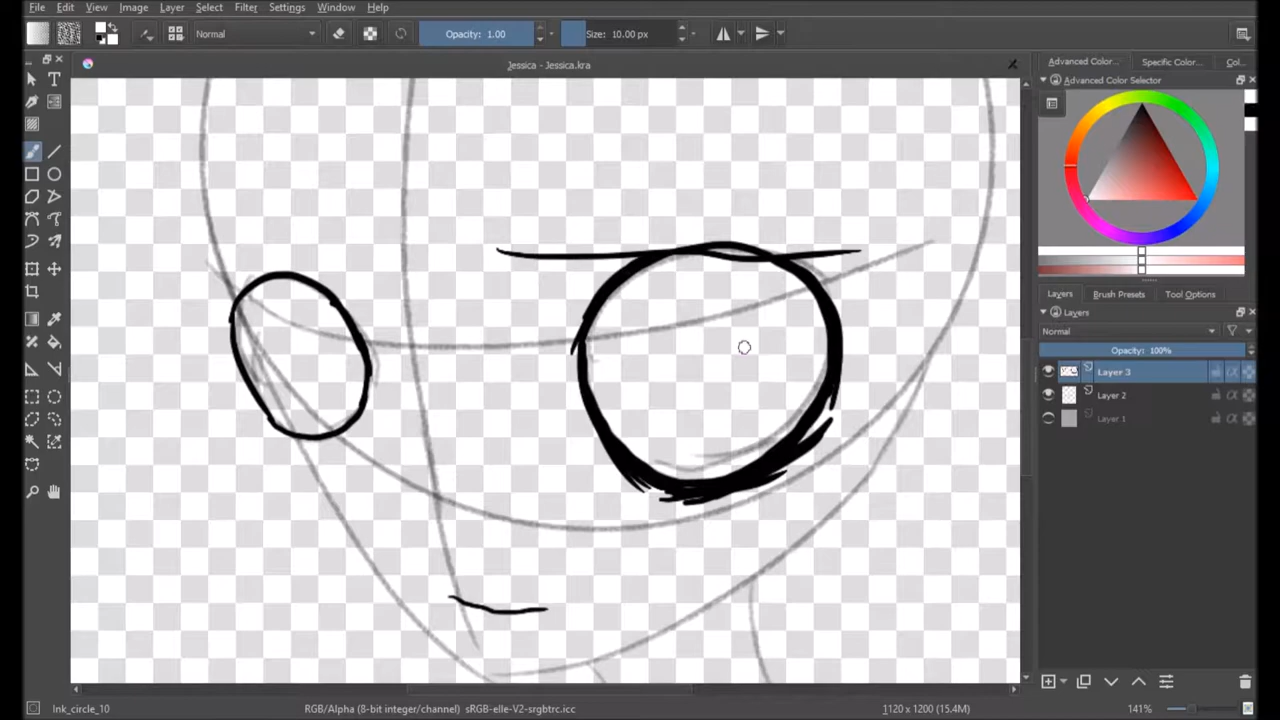 File Edit View Image Layer Select Filter Settings Window Help
Normal Opacity: 1.00 Size: 10.00 px
Jessica - Jessica.kra
Advanced Color... Specific Color... Col...
Advanced Color Selector
Layers Brush Presets Tool Options
Layers
Normal
Opacity: 100%
Layer 3
Layer 2
Layer 1
Ink_circle_10 RGB/Alpha (8-bit integer/channel) sRGB-elle-V2-srgbtrc.icc 1120 x 1200 (15.4M) 141%